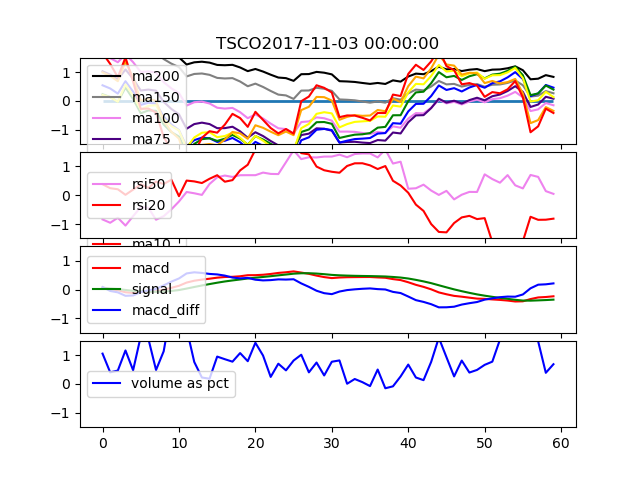 TSCO2017-11-03 00:00:00
1
0
−1
ma200
ma150
ma100
ma75
1
0
−1
rsi50
rsi20
ma10
1
0
−1
macd
signal
macd_diff
1
0
−1
volume as pct
0 10 20 30 40 50 60